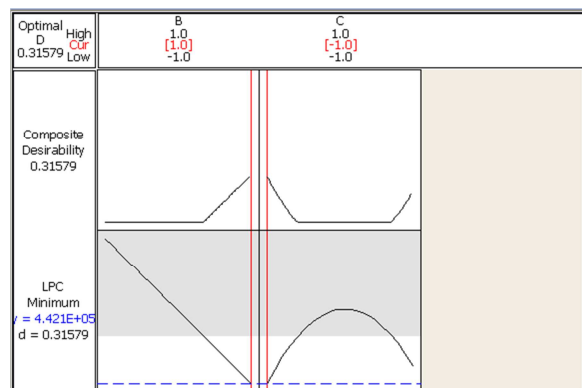 Optimal
D
0.31579
High
Cur
Low
B
1.0
[1.0]
-1.0
C
1.0
[-1.0]
-1.0
Composite
Desirability
0.31579
LPC
Minimum
y = 4.421E+05
d = 0.31579